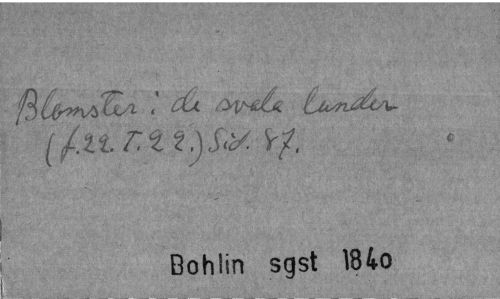 Blomster i de svala lunder
(f.22. T. 22.) Sid. 87.
Bohlin sgst 1840